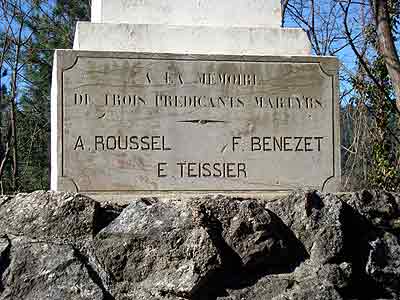 A LA MEMOIRE
DE TROIS PREDICANTS MARTYRS
A. ROUSSEL F. BENEZET
E. TEISSIER